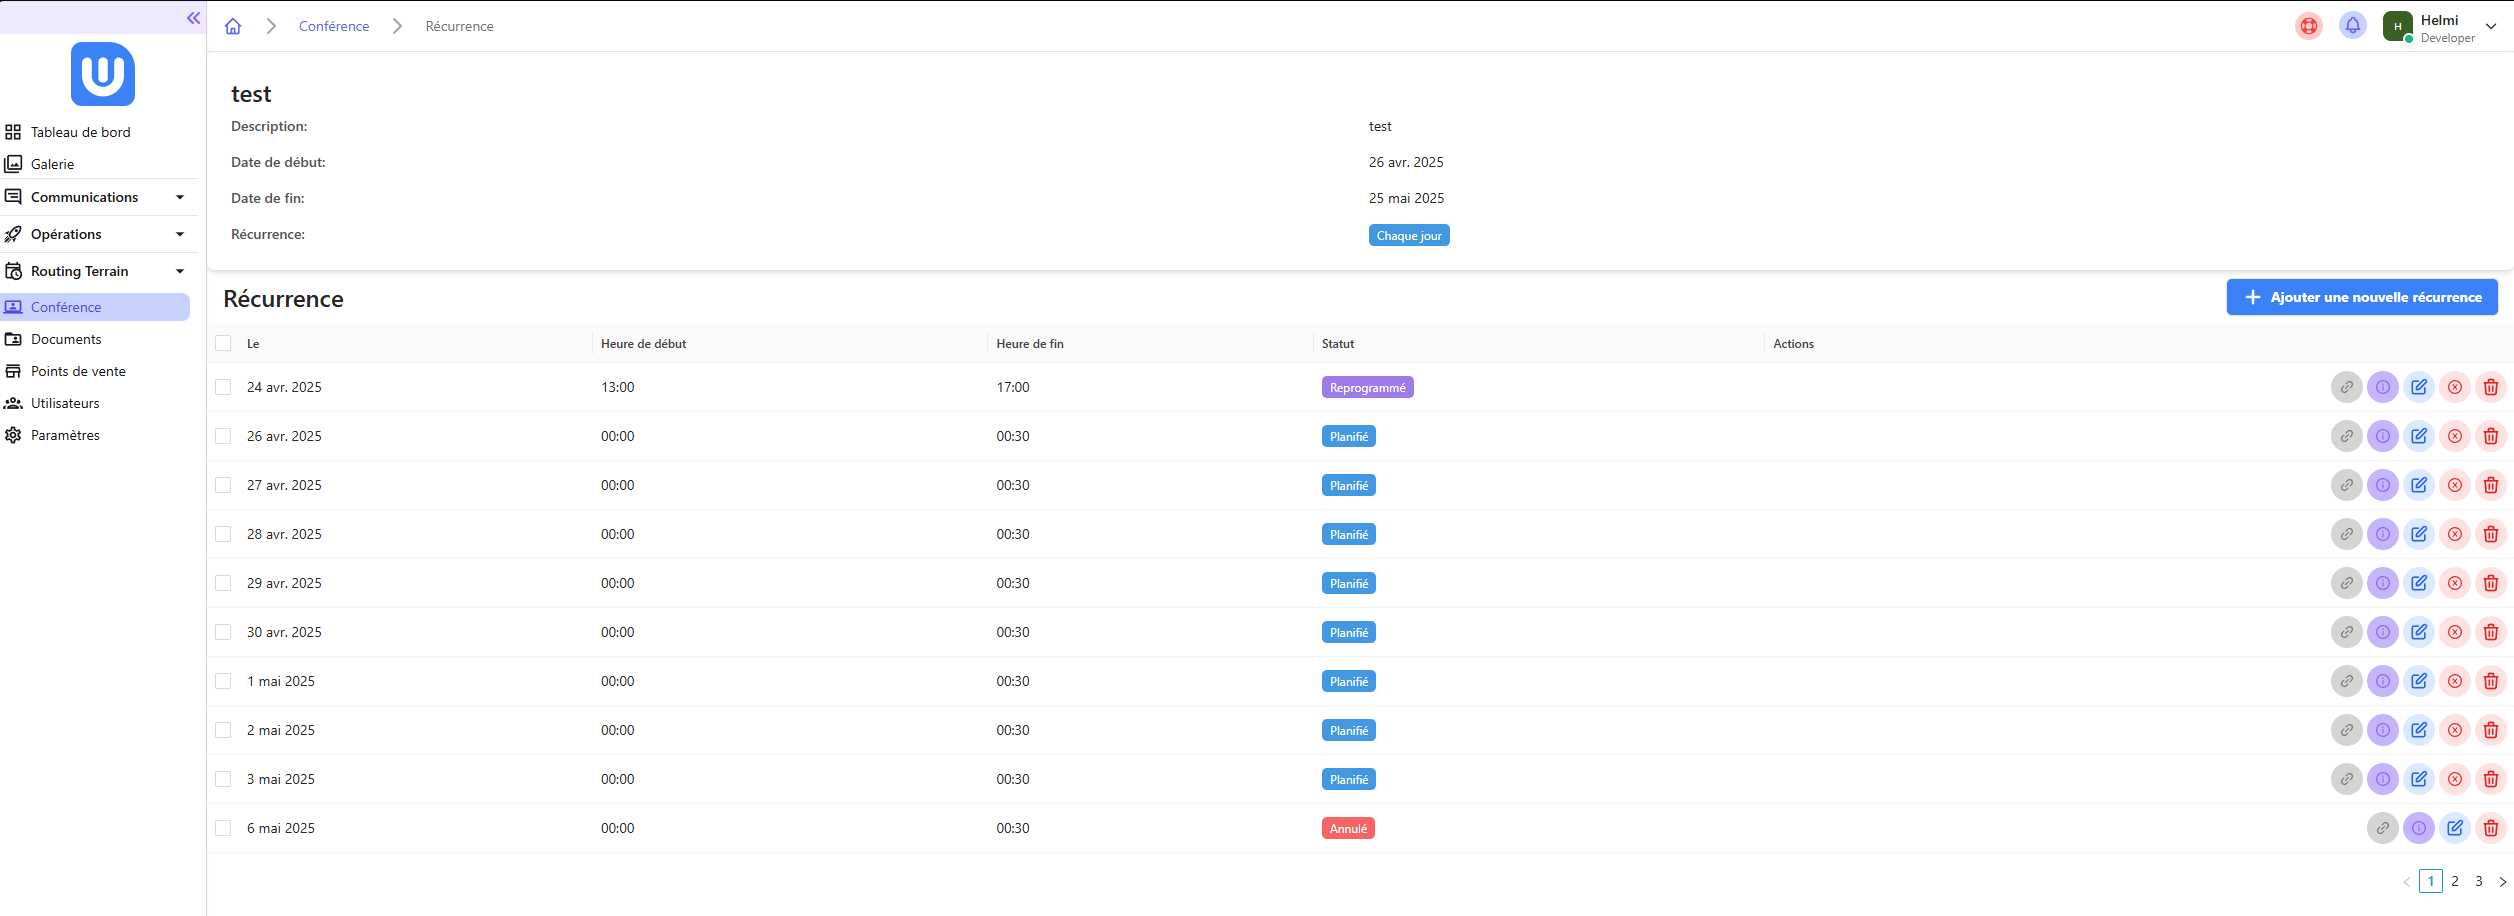 Conférence
Récurrence
H
Helmi
Developer
Tableau de bord
Galerie
Communications
Opérations
Routing Terrain
Conférence
Documents
Points de vente
Utilisateurs
Paramètres
test
Description: test
Date de début: 26 avr. 2025
Date de fin: 25 mai 2025
Récurrence: Chaque jour
Récurrence
Ajouter une nouvelle récurrence
Le Heure de début Heure de fin Statut Actions
24 avr. 2025 13:00 17:00 Reprogrammé
26 avr. 2025 00:00 00:30 Planifié
27 avr. 2025 00:00 00:30 Planifié
28 avr. 2025 00:00 00:30 Planifié
29 avr. 2025 00:00 00:30 Planifié
30 avr. 2025 00:00 00:30 Planifié
1 mai 2025 00:00 00:30 Planifié
2 mai 2025 00:00 00:30 Planifié
3 mai 2025 00:00 00:30 Planifié
6 mai 2025 00:00 00:30 Annulé
1 2 3